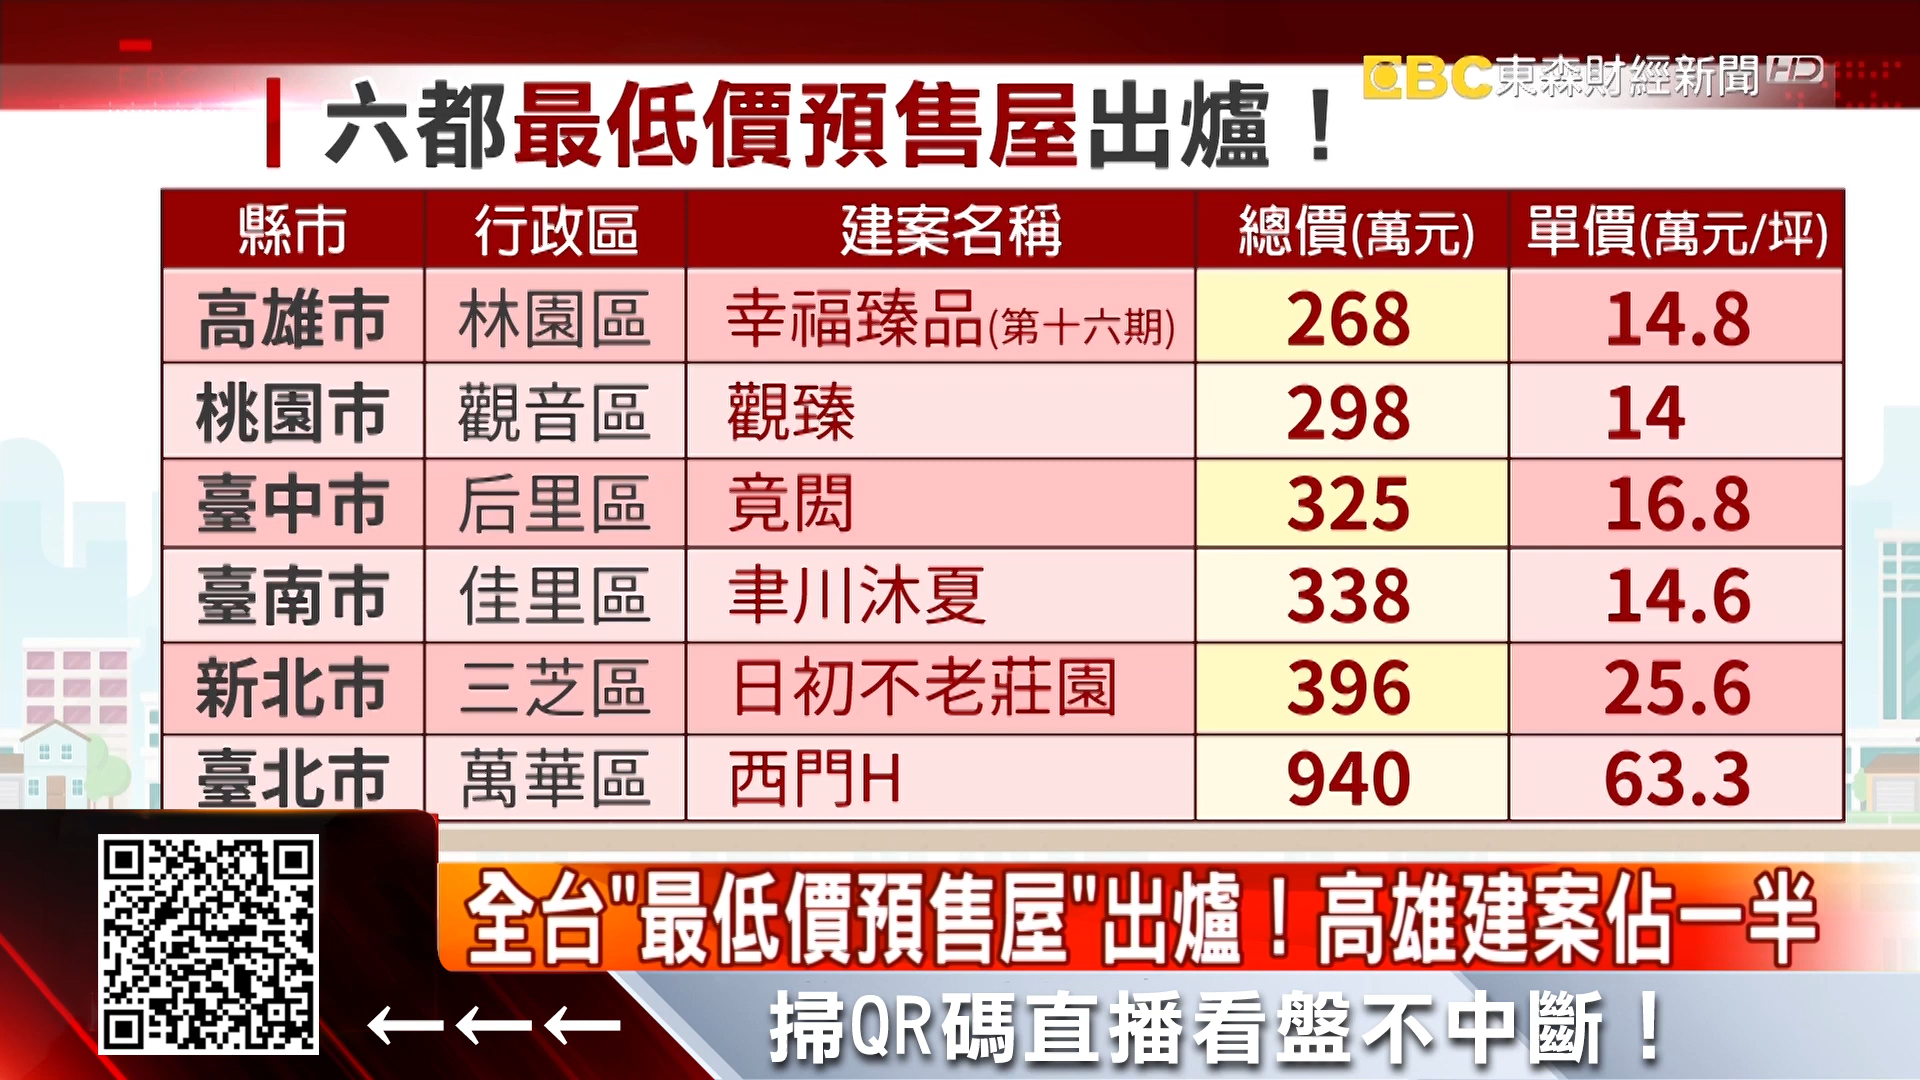 EBC東森財經新聞HD
六都最低價預售屋出爐！
縣市 行政區 建案名稱 總價(萬元) 單價(萬元/坪)
高雄市 林園區 幸福臻品(第十六期) 268 14.8
桃園市 觀音區 觀臻 298 14
臺中市 后里區 竟閎 325 16.8
臺南市 佳里區 聿川沐夏 338 14.6
新北市 三芝區 日初不老莊園 396 25.6
臺北市 萬華區 西門H 940 63.3
全台"最低價預售屋"出爐！高雄建案佔一半
←←← 掃QR碼直播看盤不中斷！